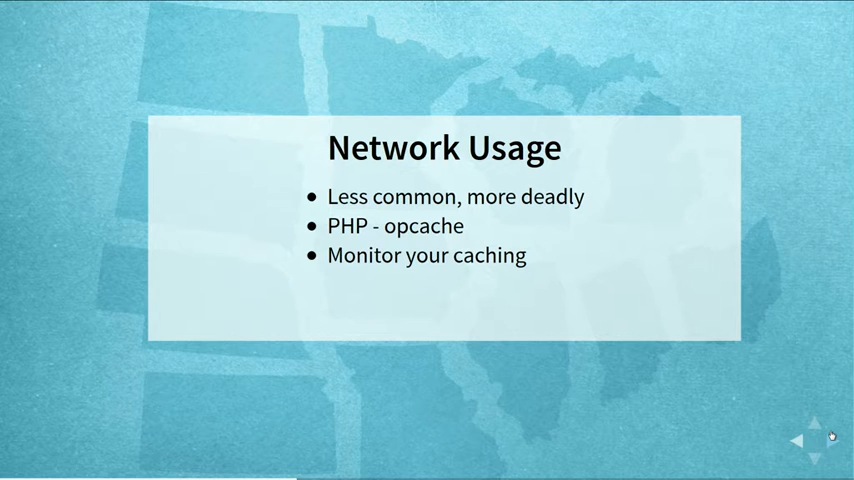 Network Usage
Less common, more deadly
PHP - opcache
Monitor your caching